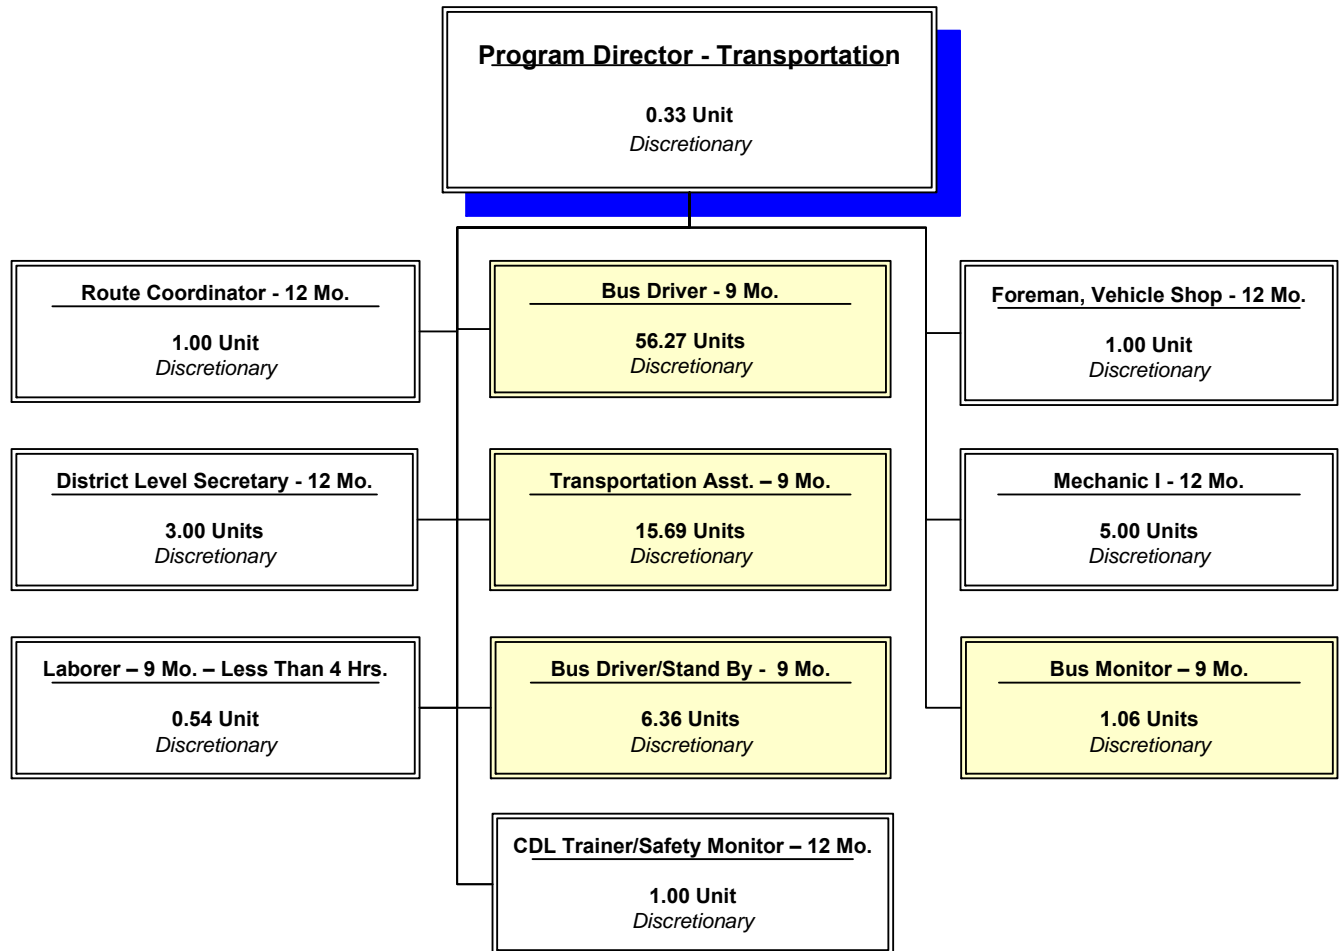 Program Director - Transportation
0.33 Unit
Discretionary
Route Coordinator - 12 Mo.
1.00 Unit
Discretionary
Bus Driver - 9 Mo.
56.27 Units
Discretionary
Foreman, Vehicle Shop - 12 Mo.
1.00 Unit
Discretionary
District Level Secretary - 12 Mo.
3.00 Units
Discretionary
Transportation Asst. – 9 Mo.
15.69 Units
Discretionary
Mechanic I - 12 Mo.
5.00 Units
Discretionary
Laborer – 9 Mo. – Less Than 4 Hrs.
0.54 Unit
Discretionary
Bus Driver/Stand By - 9 Mo.
6.36 Units
Discretionary
Bus Monitor – 9 Mo.
1.06 Units
Discretionary
CDL Trainer/Safety Monitor – 12 Mo.
1.00 Unit
Discretionary